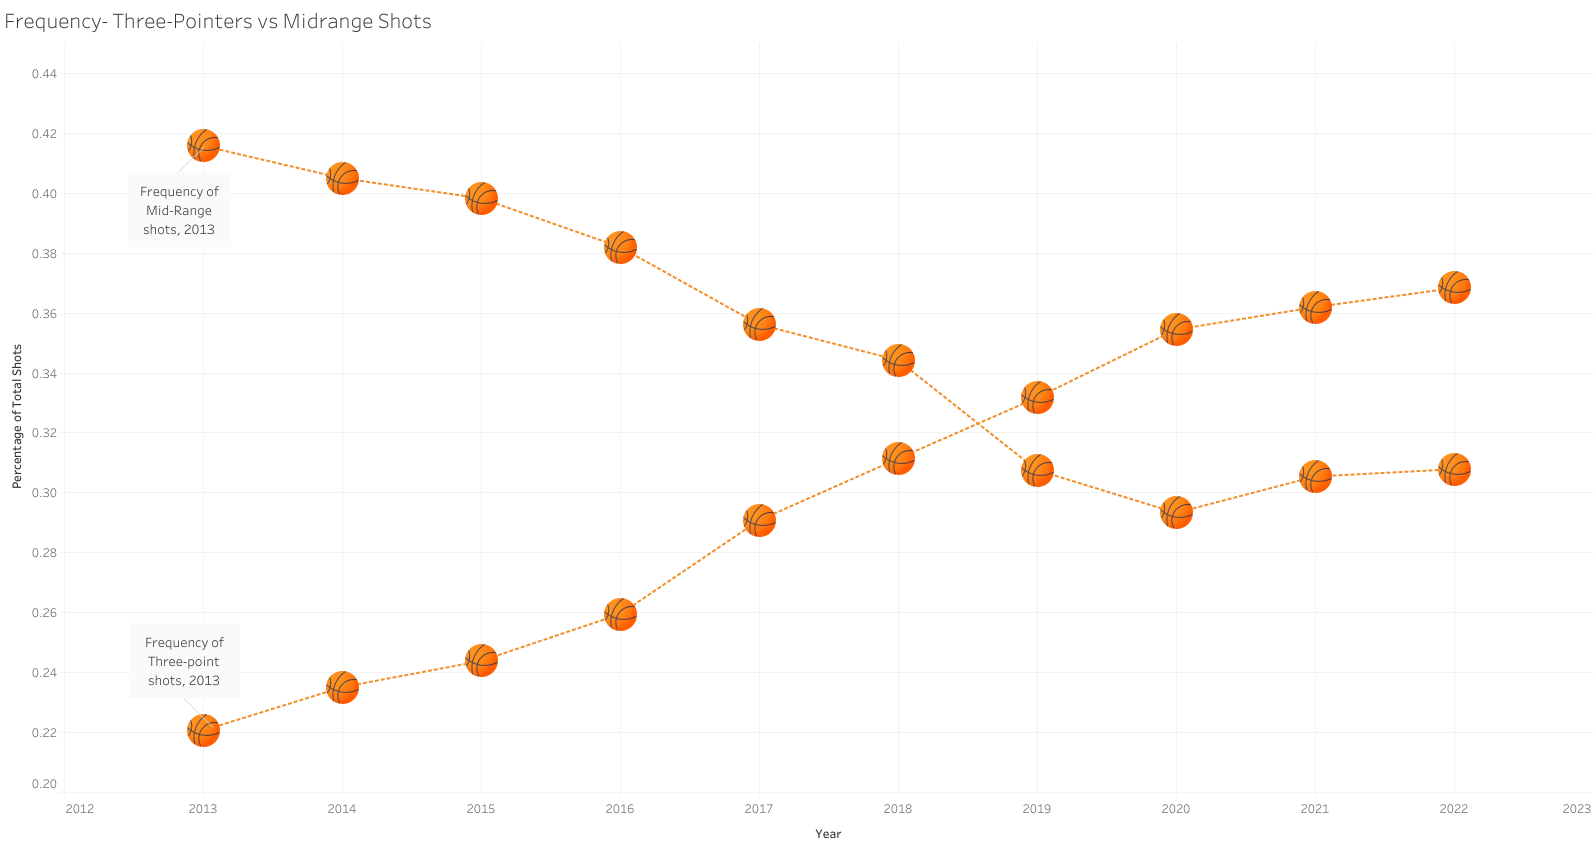 Frequency- Three-Pointers vs Midrange Shots
0.44
0.42
0.40
0.38
0.36
0.34
0.32
0.30
0.28
0.26
0.24
0.22
0.20
Percentage of Total Shots
Frequency of
Mid-Range
shots, 2013
Frequency of
Three-point
shots, 2013
2012 2013 2014 2015 2016 2017 2018 2019 2020 2021 2022 2023
Year